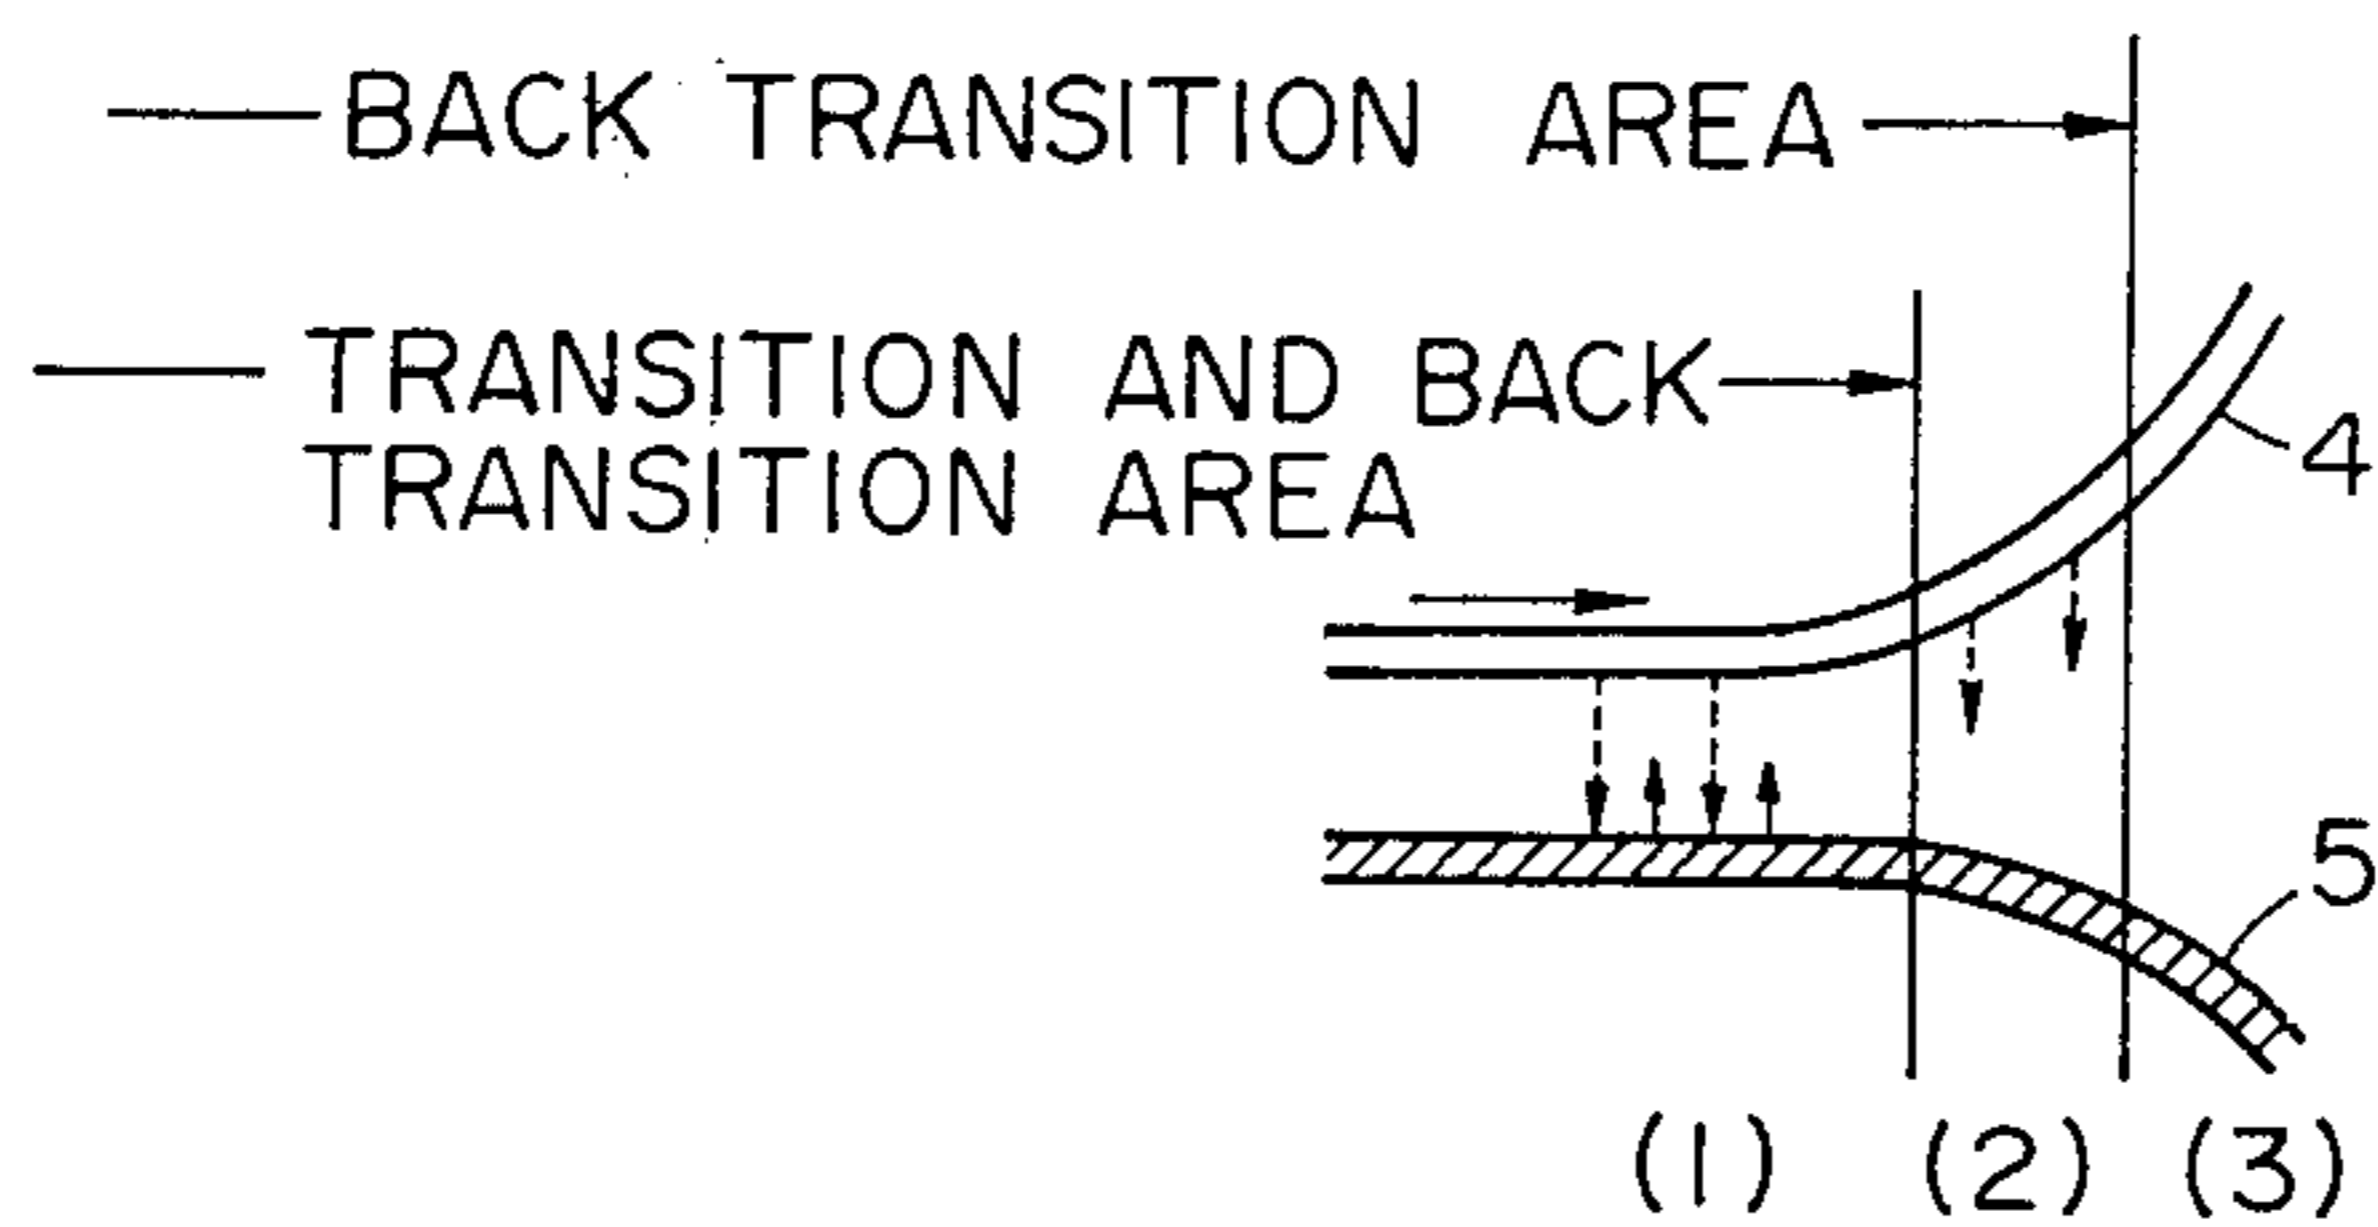 BACK TRANSITION AREA
TRANSITION AND BACK
TRANSITION AREA
4
5
(1) (2) (3)